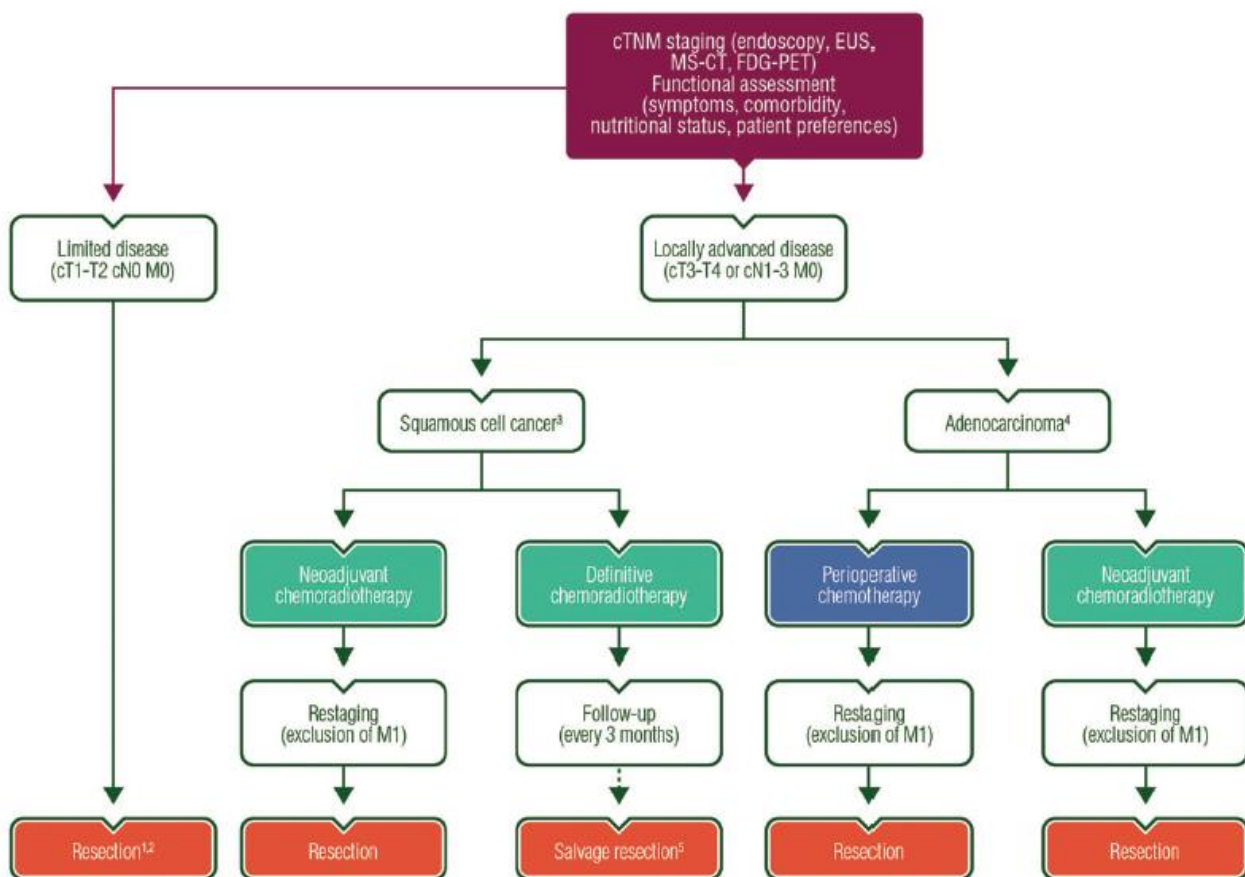 cTNM staging (endoscopy, EUS,
MS-CT, FDG-PET)
Functional assessment
(symptoms, comorbidity,
nutritional status, patient preferences)
Limited disease
(cT1-T2 cN0 M0)
Locally advanced disease
(cT3-T4 or cN1-3 M0)
Squamous cell cancer³
Adenocarcinoma⁴
Neoadjuvant
chemoradiotherapy
Definitive
chemoradiotherapy
Perioperative
chemotherapy
Neoadjuvant
chemoradiotherapy
Restaging
(exclusion of M1)
Follow-up
(every 3 months)
Restaging
(exclusion of M1)
Restaging
(exclusion of M1)
Resection¹,²
Resection
Salvage resection⁵
Resection
Resection